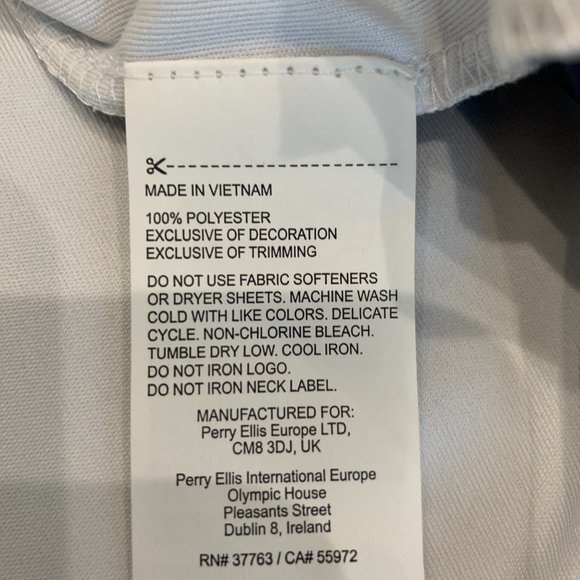 MADE IN VIETNAM
100% POLYESTER
EXCLUSIVE OF DECORATION
EXCLUSIVE OF TRIMMING
DO NOT USE FABRIC SOFTENERS
OR DRYER SHEETS. MACHINE WASH
COLD WITH LIKE COLORS. DELICATE
CYCLE. NON-CHLORINE BLEACH.
TUMBLE DRY LOW. COOL IRON.
DO NOT IRON LOGO.
DO NOT IRON NECK LABEL.
MANUFACTURED FOR:
Perry Ellis Europe LTD,
CM8 3DJ, UK
Perry Ellis International Europe
Olympic House
Pleasants Street
Dublin 8, Ireland
RN# 37763 / CA# 55972